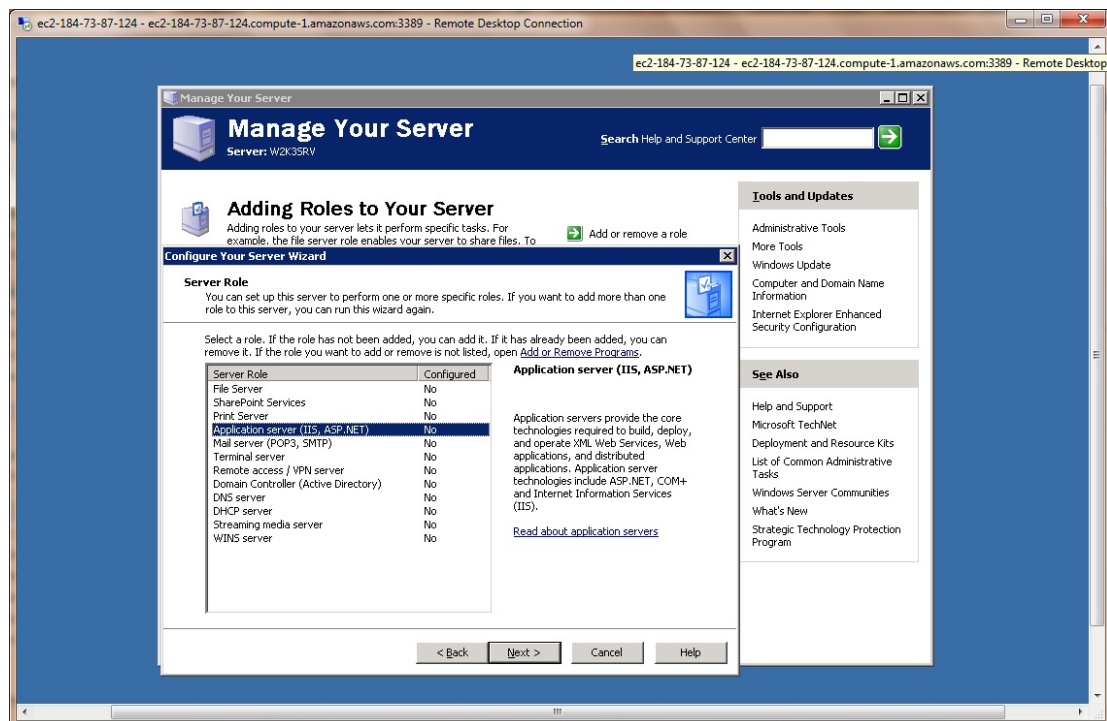 ec2-184-73-87-124 - ec2-184-73-87-124.compute-1.amazonaws.com:3389 - Remote Desktop Connection
ec2-184-73-87-124 - ec2-184-73-87-124.compute-1.amazonaws.com:3389 - Remote Desktop
Manage Your Server
Manage Your Server
Server: W2K3SRV
Search Help and Support Center
Adding Roles to Your Server
Adding roles to your server lets it perform specific tasks. For
example, the file server role enables your server to share files. To
Add or remove a role
Tools and Updates
Administrative Tools
More Tools
Windows Update
Computer and Domain Name
Information
Internet Explorer Enhanced
Security Configuration
See Also
Help and Support
Microsoft TechNet
Deployment and Resource Kits
List of Common Administrative
Tasks
Windows Server Communities
What's New
Strategic Technology Protection
Program
Configure Your Server Wizard
Server Role
You can set up this server to perform one or more specific roles. If you want to add more than one
role to this server, you can run this wizard again.
Select a role. If the role has not been added, you can add it. If it has already been added, you can
remove it. If the role you want to add or remove is not listed, open Add or Remove Programs.
Server Role Configured
File Server No
SharePoint Services No
Print Server No
Application server (IIS, ASP.NET) No
Mail server (POP3, SMTP) No
Terminal server No
Remote access / VPN server No
Domain Controller (Active Directory) No
DNS server No
DHCP server No
Streaming media server No
WINS server No
Application server (IIS, ASP.NET)
Application servers provide the core
technologies required to build, deploy,
and operate XML Web Services, Web
applications, and distributed
applications. Application server
technologies include ASP.NET, COM+
and Internet Information Services
(IIS).
Read about application servers
< Back
Next >
Cancel
Help